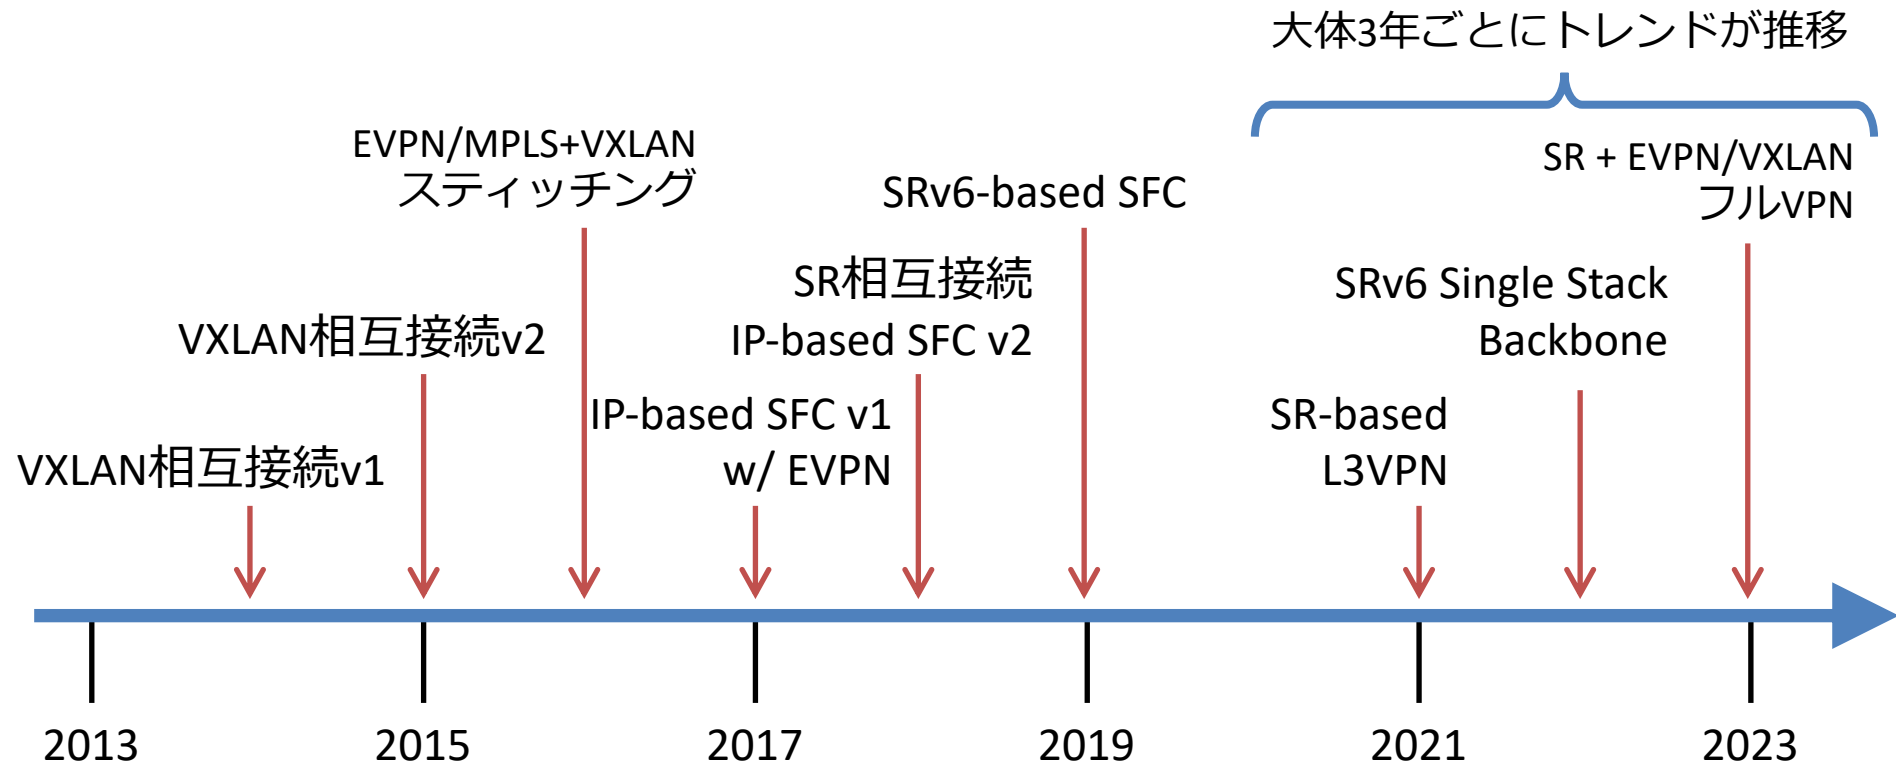 大体3年ごとにトレンドが推移
EVPN/MPLS+VXLAN
スティッチング
SRv6-based SFC
SR + EVPN/VXLAN
フルVPN
SR相互接続
IP-based SFC v2
SRv6 Single Stack
Backbone
VXLAN相互接続v2
IP-based SFC v1
w/ EVPN
SR-based
L3VPN
VXLAN相互接続v1
2013
2015
2017
2019
2021
2023